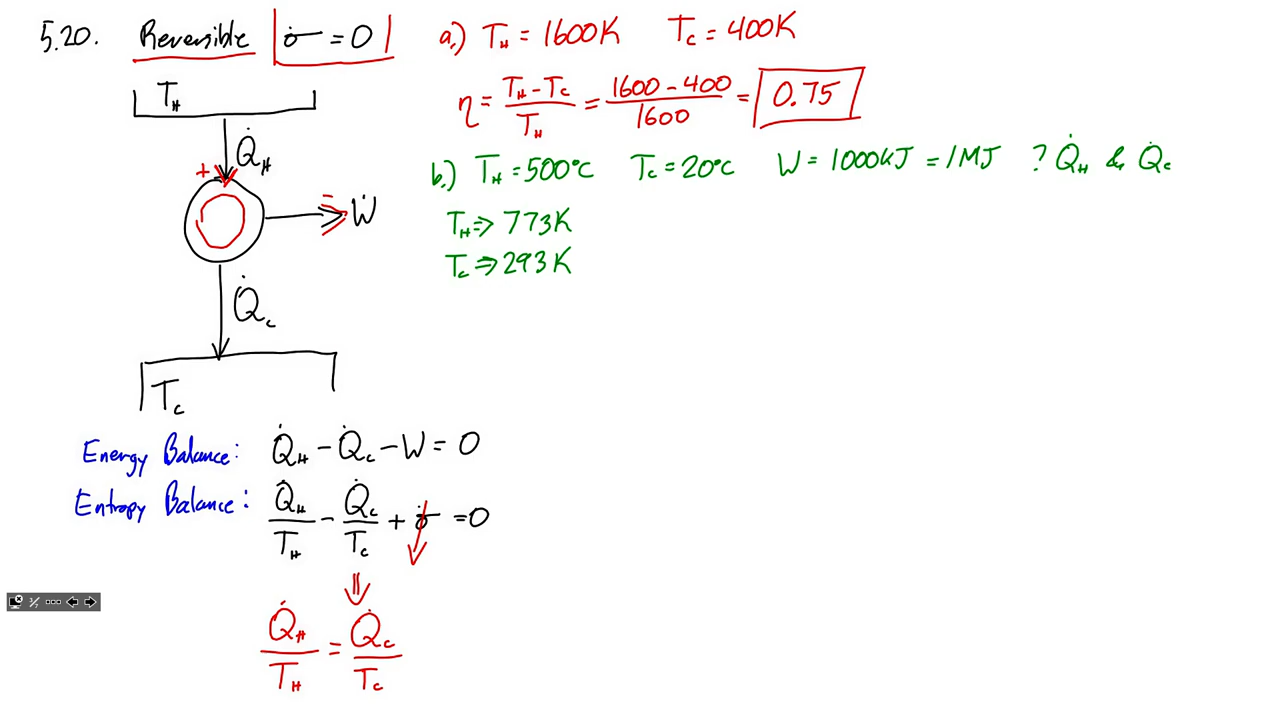 5.20. Reversible σ̇ = 0
T_H
Q̇_H
+
Ẇ
Q̇_c
T_c
Energy Balance: Q̇_H − Q̇_c − W = 0
Entropy Balance: Q̇_H/T_H − Q̇_c/T_c + σ̇ = 0
⇓
Q̇_H/T_H = Q̇_c/T_c
a.) T_H = 1600K T_c = 400K
η = (T_H − T_c)/T_H = (1600 − 400)/1600 = 0.75
b.) T_H = 500°C T_c = 20°C W = 1000kJ = 1MJ ? Q̇_H & Q̇_c
T_H ⇒ 773K
T_c ⇒ 293K